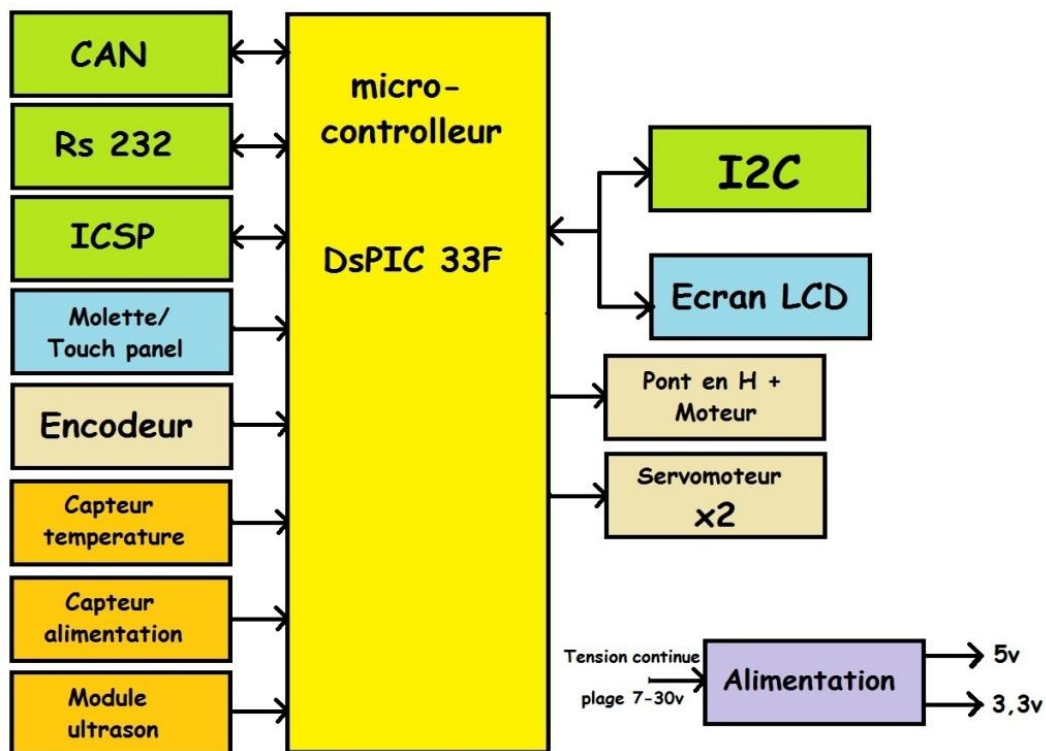 CAN
Rs 232
ICSP
Molette/
Touch panel
Encodeur
Capteur
temperature
Capteur
alimentation
Module
ultrason
micro-
controlleur
DsPIC 33F
I2C
Ecran LCD
Pont en H +
Moteur
Servomoteur
x2
Tension continue
plage 7-30v
Alimentation
5v
3,3v